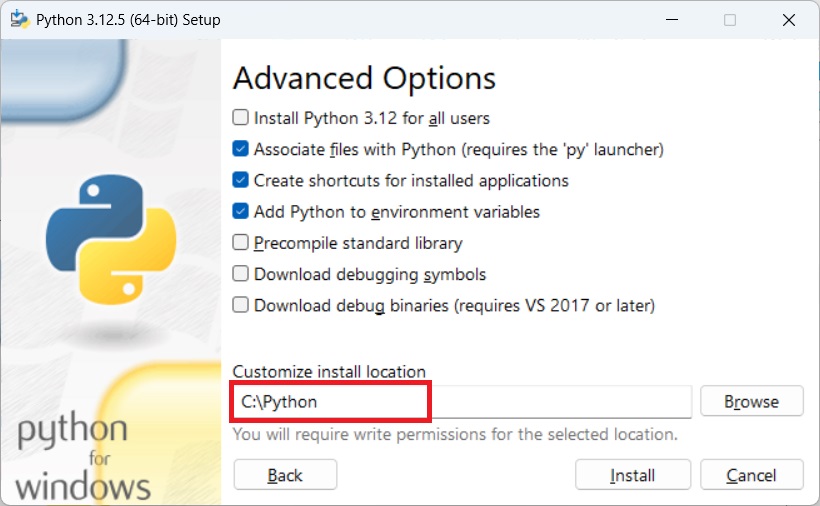 Python 3.12.5 (64-bit) Setup
Advanced Options
Install Python 3.12 for all users
Associate files with Python (requires the 'py' launcher)
Create shortcuts for installed applications
Add Python to environment variables
Precompile standard library
Download debugging symbols
Download debug binaries (requires VS 2017 or later)
Customize install location
C:\Python
Browse
You will require write permissions for the selected location.
Back
Install
Cancel
python
for
windows